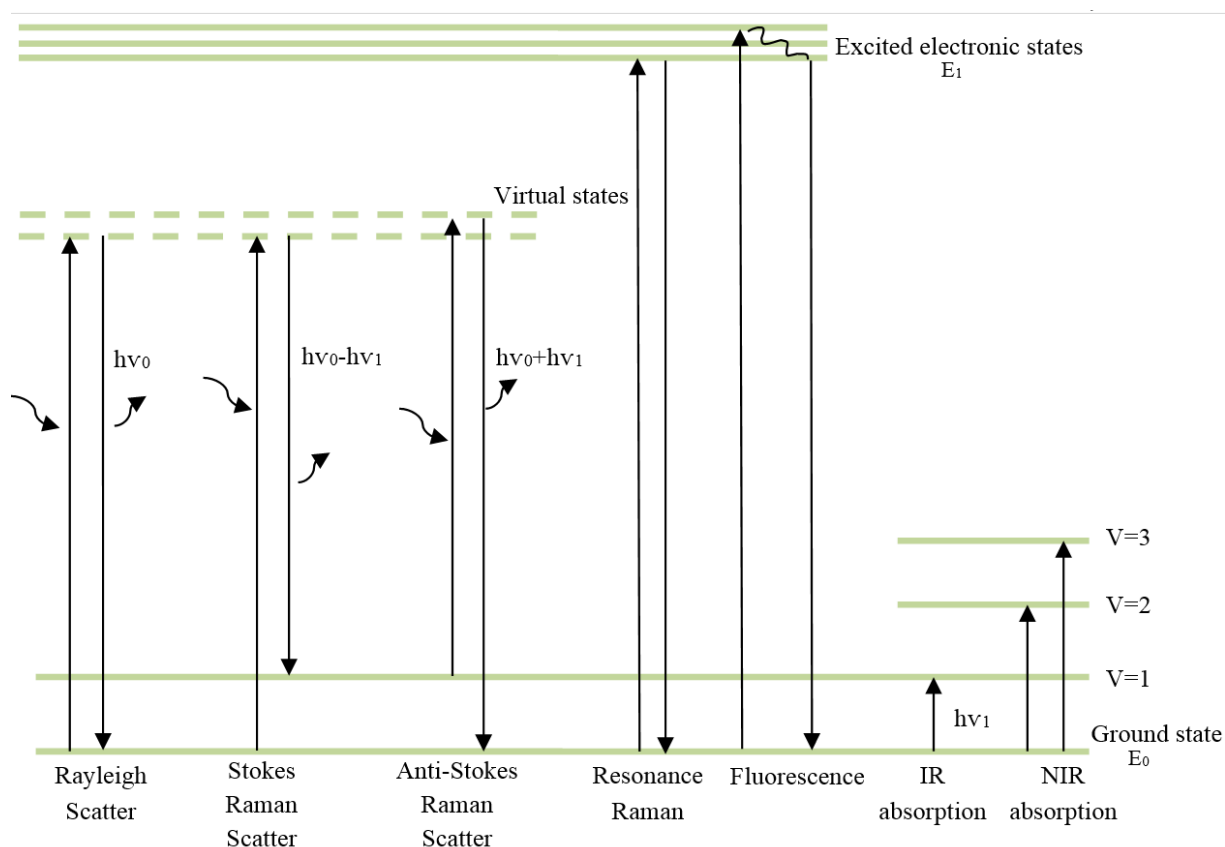 Excited electronic states
E₁
Virtual states
hν₀
hν₀-hν₁
hν₀+hν₁
V=3
V=2
V=1
hν₁
Ground state
E₀
Rayleigh
Scatter
Stokes
Raman
Scatter
Anti-Stokes
Raman
Scatter
Resonance
Raman
Fluorescence
IR
absorption
NIR
absorption